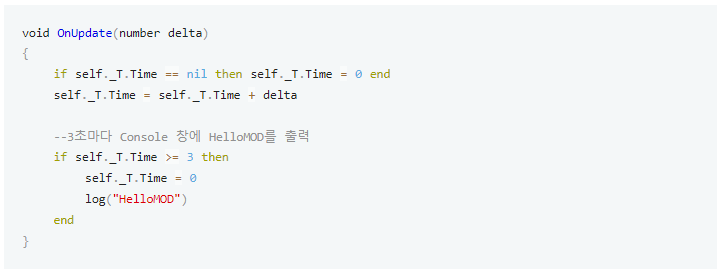 void OnUpdate(number delta)
{
if self._T.Time == nil then self._T.Time = 0 end
self._T.Time = self._T.Time + delta
--3초마다 Console 창에 HelloMOD를 출력
if self._T.Time >= 3 then
self._T.Time = 0
log("HelloMOD")
end
}